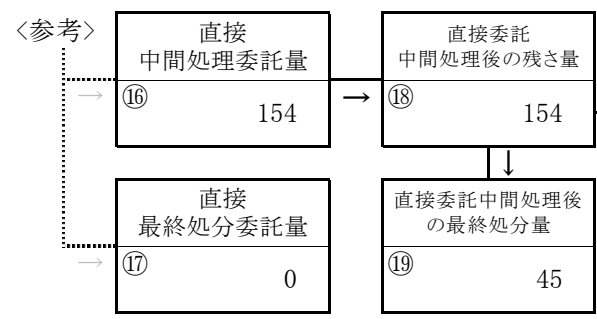 〈参考〉
直接
中間処理委託量
⑯
154
→
→
直接委託
中間処理後の残さ量
⑱
154
↓
直接
最終処分委託量
→
⑰
0
直接委託中間処理後
の最終処分量
⑲
45